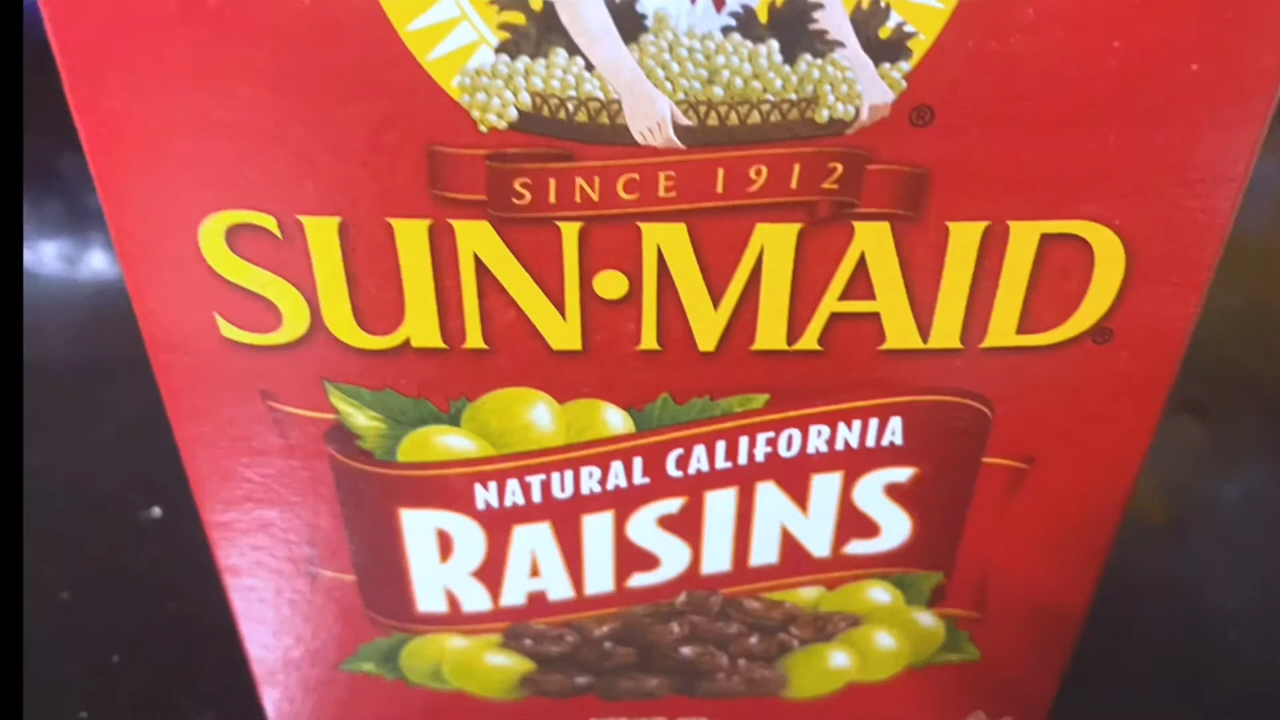 ®
SINCE 1912
SUN•MAID®
NATURAL CALIFORNIA
RAISINS